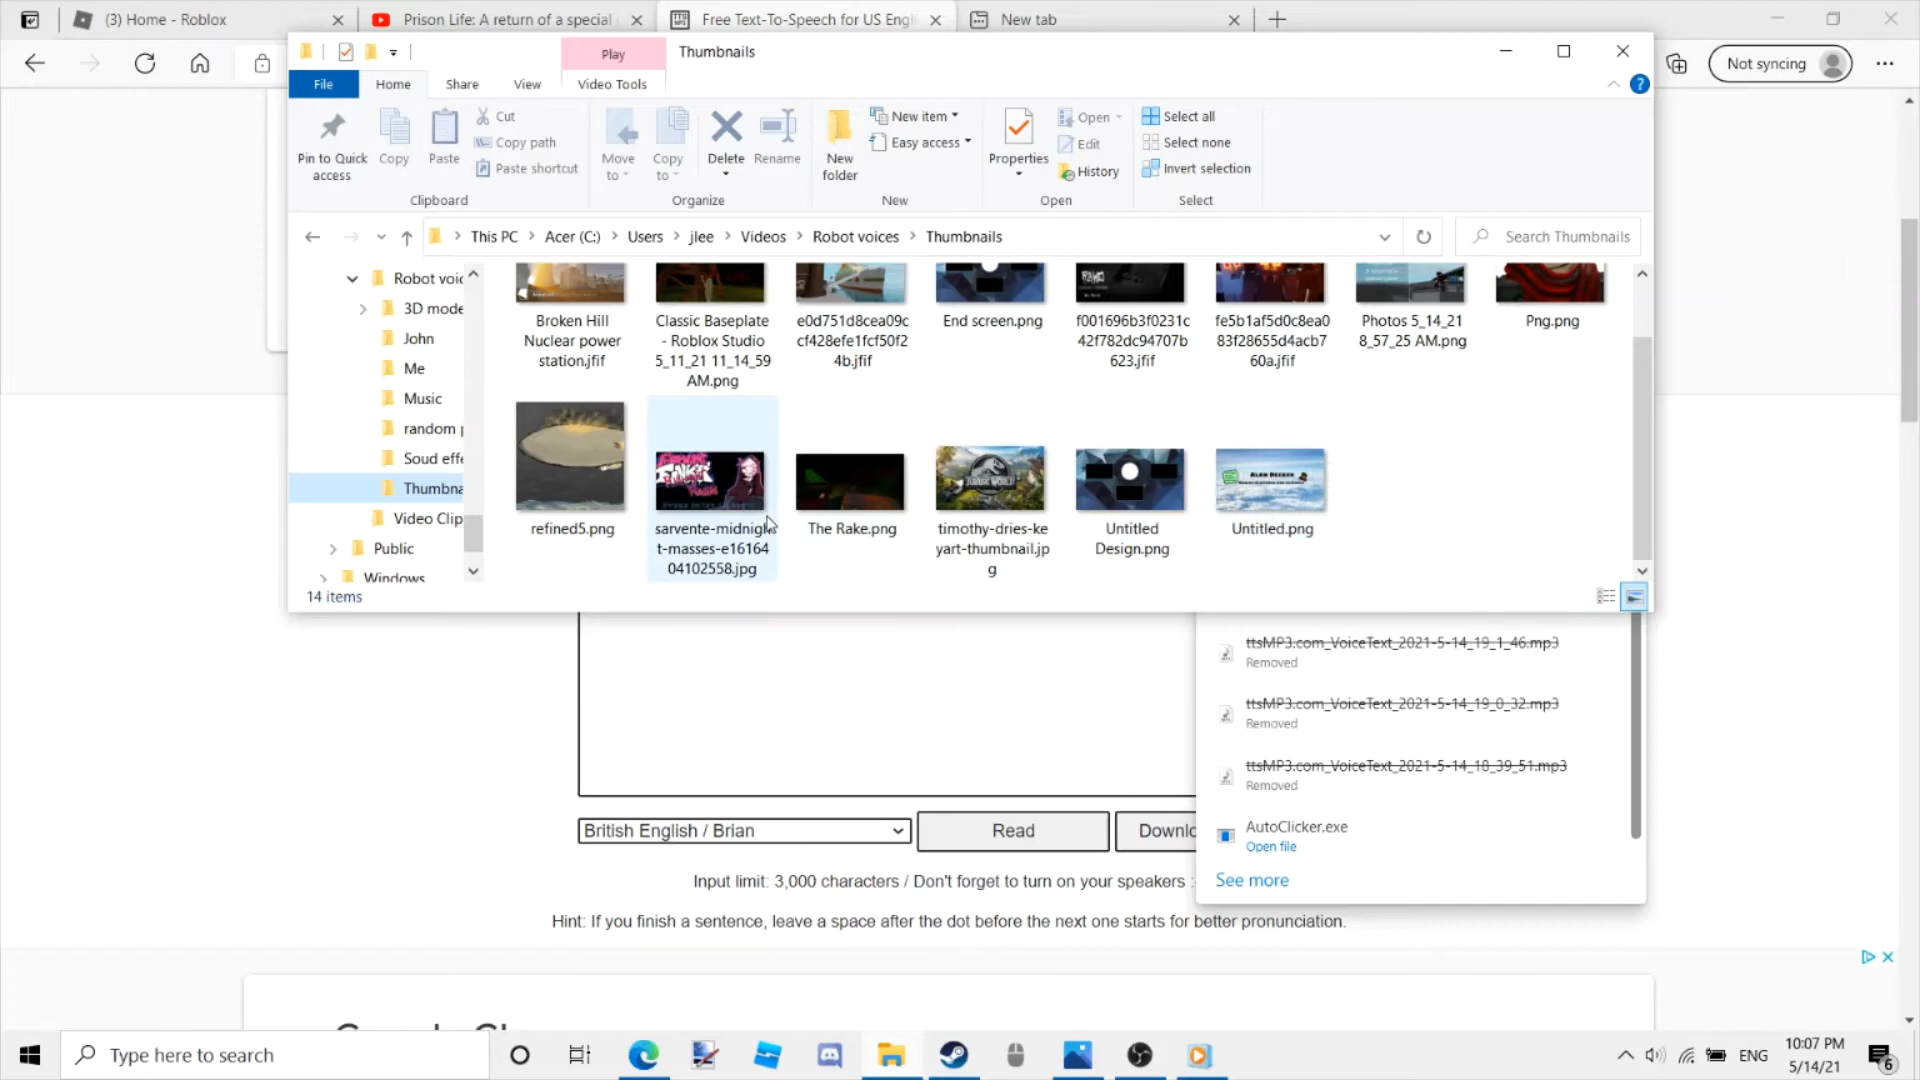 (3) Home - Roblox
Prison Life: A return of a special
Free Text-To-Speech for US Engl
New tab
Not syncing
Play
Thumbnails
File
Home
Share
View
Video Tools
Pin to Quick
access
Copy
Paste
Cut
Copy path
Paste shortcut
Move
to
Copy
to
Delete
Rename
New
folder
New item
Easy access
Properties
Open
Edit
History
Select all
Select none
Invert selection
Clipboard
Organize
New
Open
Select
This PC
Acer (C:)
Users
jlee
Videos
Robot voices
Thumbnails
Search Thumbnails
Robot voic
3D mode
John
Me
Music
random
Soud effe
Thumbna
Video Clip
Public
Windows
Broken Hill
Nuclear power
station.jfif
Classic Baseplate
- Roblox Studio
5_11_21 11_14_59
AM.png
e0d751d8cea09c
cf428efe1fcf50f2
4b.jfif
End screen.png
f001696b3f0231c
42f782dc94707b
623.jfif
fe5b1af5d0c8ea0
83f28655d4acb7
60a.jfif
Photos 5_14_21
8_57_25 AM.png
Png.png
refined5.png
sarvente-midnigh
t-masses-e16164
04102558.jpg
The Rake.png
JURASSIC WORLD
timothy-dries-ke
yart-thumbnail.jp
g
Untitled
Design.png
ALAN BECKER
Untitled.png
14 items
ttsMP3.com_VoiceText_2021-5-14_19_1_46.mp3
Removed
ttsMP3.com_VoiceText_2021-5-14_19_0_32.mp3
Removed
ttsMP3.com_VoiceText_2021-5-14_18_39_51.mp3
Removed
AutoClicker.exe
Open file
See more
British English / Brian
Read
Downlo
Input limit: 3,000 characters / Don't forget to turn on your speakers :
Hint: If you finish a sentence, leave a space after the dot before the next one starts for better pronunciation.
Type here to search
ENG
10:07 PM
5/14/21
6